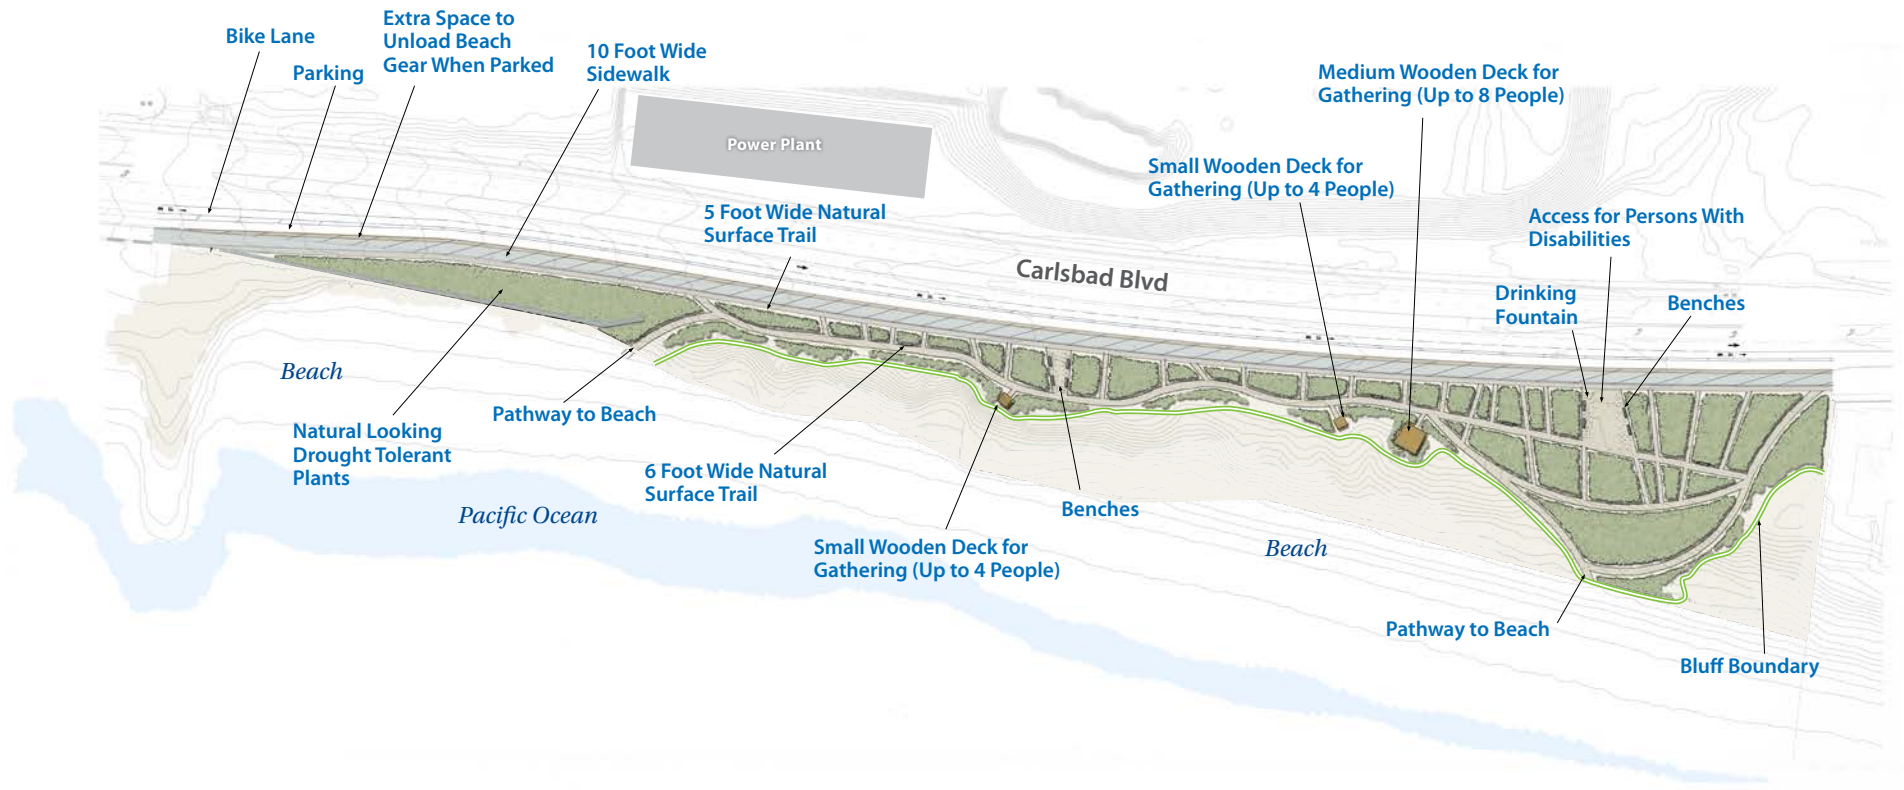 Bike Lane
Parking
Extra Space to
Unload Beach
Gear When Parked
10 Foot Wide
Sidewalk
Power Plant
5 Foot Wide Natural
Surface Trail
Carlsbad Blvd
Small Wooden Deck for
Gathering (Up to 4 People)
Medium Wooden Deck for
Gathering (Up to 8 People)
Access for Persons With
Disabilities
Drinking
Fountain
Benches
Beach
Natural Looking
Drought Tolerant
Plants
Pathway to Beach
Pacific Ocean
6 Foot Wide Natural
Surface Trail
Small Wooden Deck for
Gathering (Up to 4 People)
Benches
Beach
Pathway to Beach
Bluff Boundary